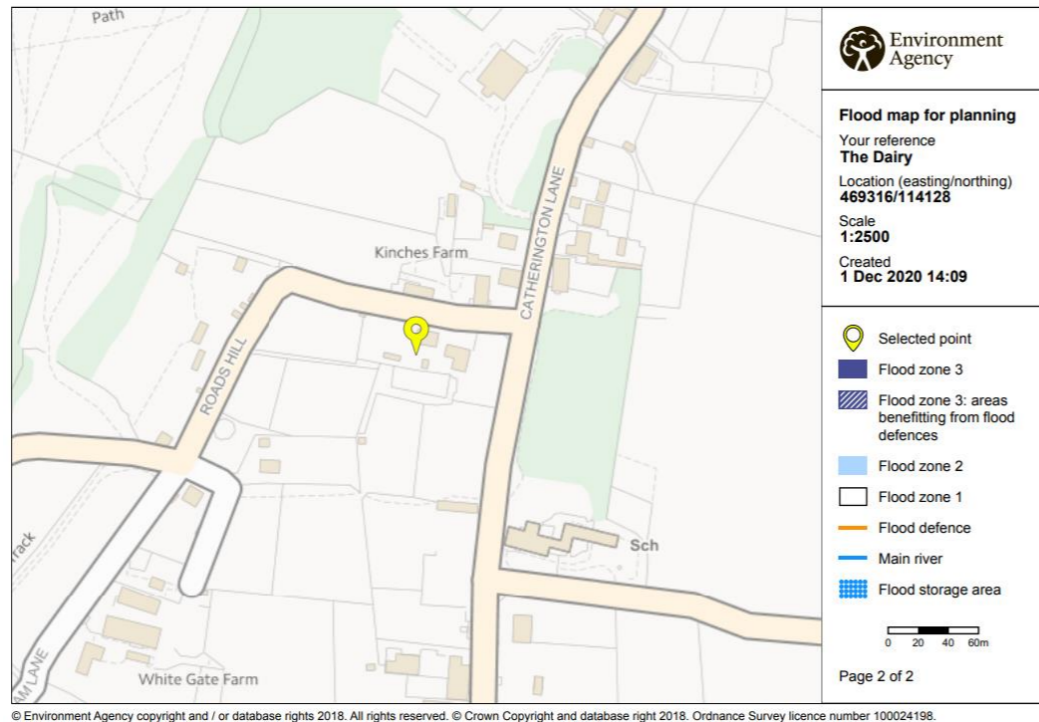 Path
Kinches Farm
CATHERINGTON LANE
ROADS HILL
Sch
Track
AM LANE
White Gate Farm
Environment
Agency
Flood map for planning
Your reference
The Dairy
Location (easting/northing)
469316/114128
Scale
1:2500
Created
1 Dec 2020 14:09
Selected point
Flood zone 3
Flood zone 3: areas
benefitting from flood
defences
Flood zone 2
Flood zone 1
Flood defence
Main river
Flood storage area
0 20 40 60m
Page 2 of 2
© Environment Agency copyright and / or database rights 2018. All rights reserved. © Crown Copyright and database right 2018. Ordnance Survey licence number 100024198.